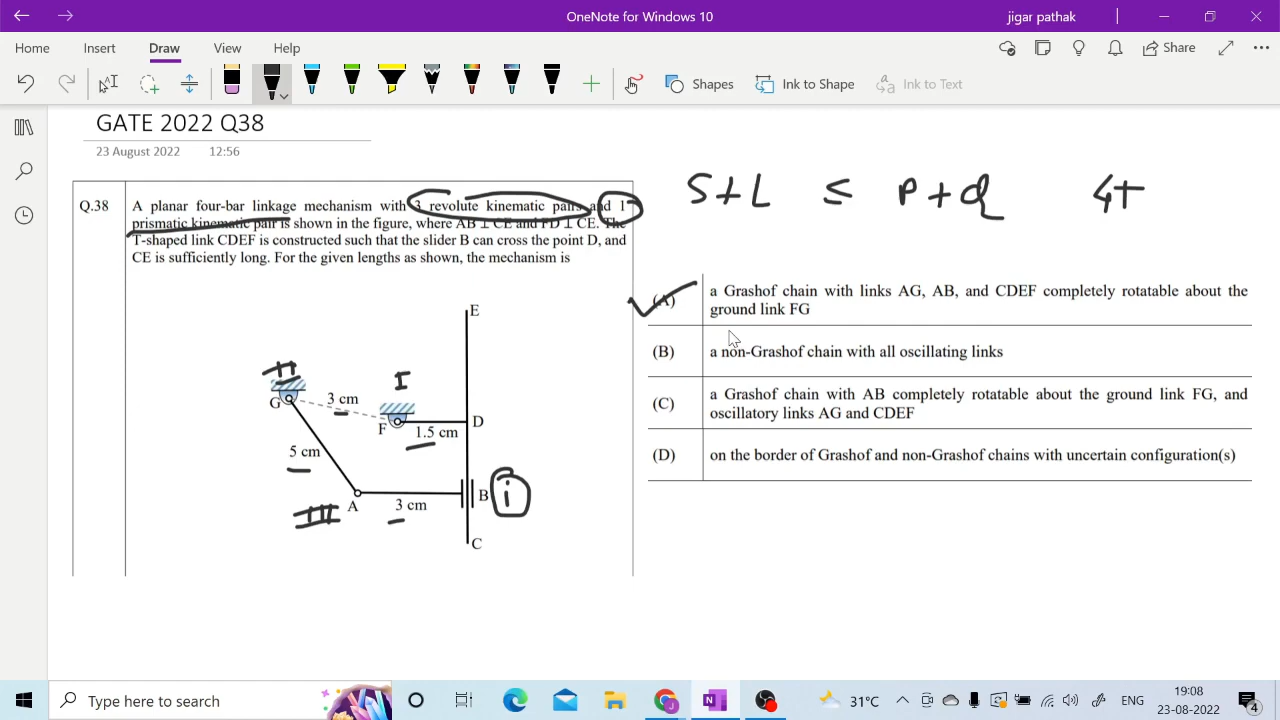 OneNote for Windows 10
jigar pathak
Home Insert Draw View Help
Share
Shapes Ink to Shape Ink to Text
GATE 2022 Q38
23 August 2022 12:56
Q.38 A planar four-bar linkage mechanism with 3 revolute kinematic pairs and 1
prismatic kinematic pair is shown in the figure, where AB ⊥ CE and FD ⊥ CE. The
T-shaped link CDEF is constructed such that the slider B can cross the point D, and
CE is sufficiently long. For the given lengths as shown, the mechanism is
S+L ≤ P+Q
(A) a Grashof chain with links AG, AB, and CDEF completely rotatable about the
ground link FG
(B) a non-Grashof chain with all oscillating links
(C) a Grashof chain with AB completely rotatable about the ground link FG, and
oscillatory links AG and CDEF
(D) on the border of Grashof and non-Grashof chains with uncertain configuration(s)
E
II
I
G 3 cm
F 1.5 cm D
5 cm
III A 3 cm B i
C
Type here to search
31°C
ENG
19:08
23-08-2022
4